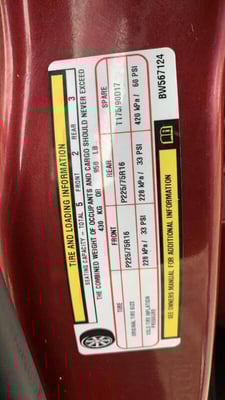 TIRE AND LOADING INFORMATION
SEATING CAPACITY - TOTAL 5 FRONT 2 REAR 3
THE COMBINED WEIGHT OF OCCUPANTS AND CARGO SHOULD NEVER EXCEED
430 KG OR 950 LB
TIRE FRONT REAR SPARE
ORIGINAL TIRE SIZE P225/75R16 P225/75R16 T175/90D17
COLD TIRE INFLATION PRESSURE 228 kPa / 33 PSI 228 kPa / 33 PSI 420 kPa / 60 PSI
SEE OWNERS MANUAL FOR ADDITIONAL INFORMATION
BW567124